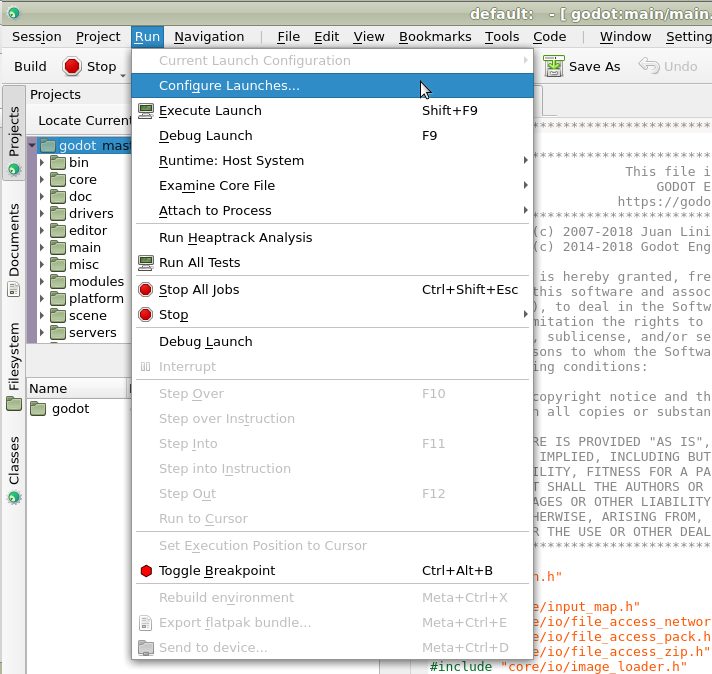 default:   - [ godot:main/main.
Session Project Run Navigation File Edit View Bookmarks Tools Code Window Setting
Build Stop Save As Undo
Projects
Locate Current
godot mast
bin
core
doc
drivers
editor
main
misc
modules
platform
scene
servers
Name
godot
Projects
Documents
Filesystem
Classes
Current Launch Configuration
Configure Launches...
Execute Launch Shift+F9
Debug Launch F9
Runtime: Host System
Examine Core File
Attach to Process
Run Heaptrack Analysis
Run All Tests
Stop All Jobs Ctrl+Shift+Esc
Stop
Debug Launch
Interrupt
Step Over F10
Step over Instruction
Step Into F11
Step into Instruction
Step Out F12
Run to Cursor
Set Execution Position to Cursor
Toggle Breakpoint Ctrl+Alt+B
Rebuild environment Meta+Ctrl+X
Export flatpak bundle... Meta+Ctrl+E
Send to device... Meta+Ctrl+D
************************
************************
This file i
GODOT E
https://godo
************************
(c) 2007-2018 Juan Lini
(c) 2014-2018 Godot Eng
is hereby granted, fre
this software and assoc
), to deal in the Softw
mitation the rights to
, sublicense, and/or se
sons to whom the Softwa
ng conditions:
copyright notice and th
n all copies or substan
RE IS PROVIDED "AS IS",
IMPLIED, INCLUDING BUT
ILITY, FITNESS FOR A PA
T SHALL THE AUTHORS OR
AGES OR OTHER LIABILITY
HERWISE, ARISING FROM,
R THE USE OR OTHER DEAL
************************
n.h"
e/input_map.h"
e/io/file_access_networ
e/io/file_access_pack.h
e/io/file_access_zip.h"
#include "core/io/image_loader.h"